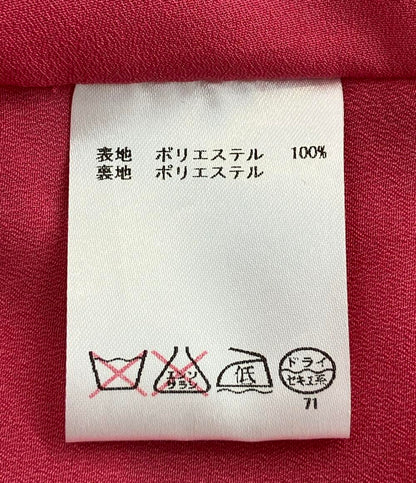 表地 ポリエステル 100%
裏地 ポリエステル
エンソ
サラシ
低
ドライ
セキユ系
71